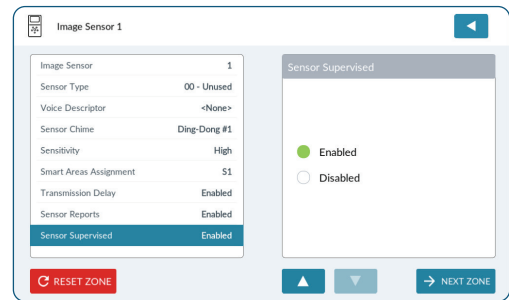 Image Sensor 1
Image Sensor 1
Sensor Type 00 - Unused
Voice Descriptor <None>
Sensor Chime Ding-Dong #1
Sensitivity High
Smart Areas Assignment S1
Transmission Delay Enabled
Sensor Reports Enabled
Sensor Supervised Enabled
RESET ZONE
Sensor Supervised
Enabled
Disabled
NEXT ZONE